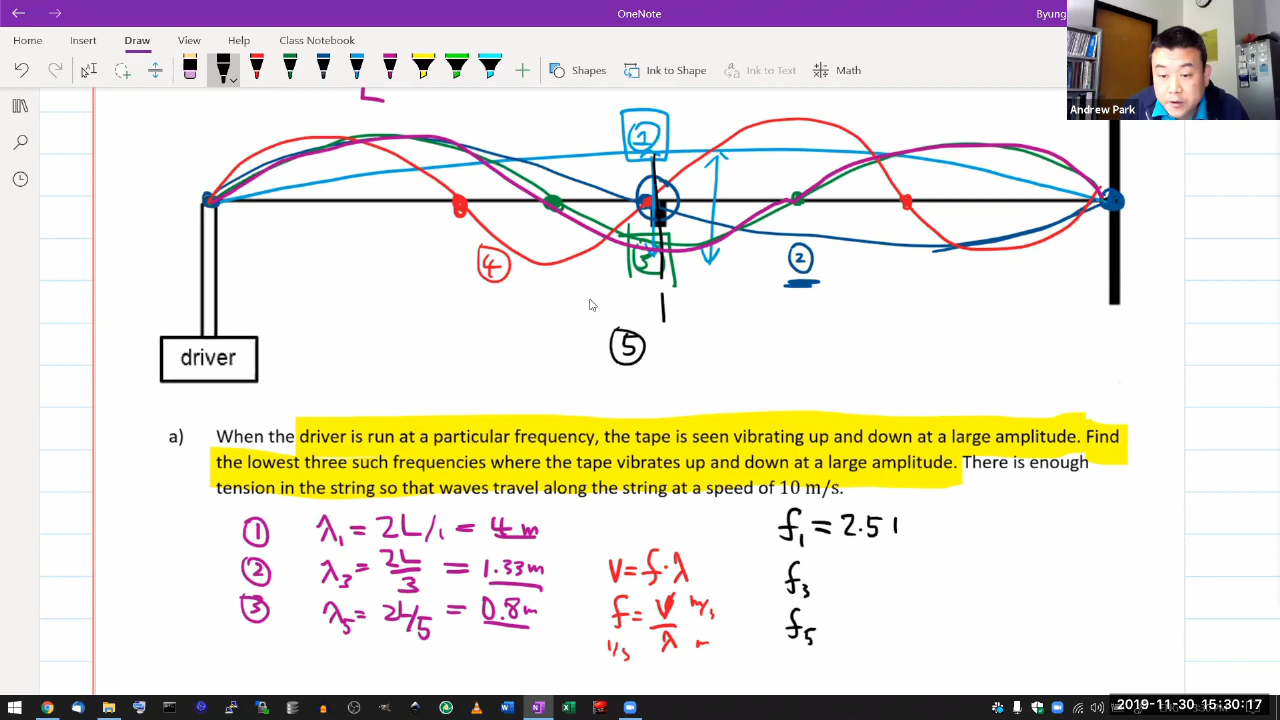 OneNote
Byung
Home Insert Draw View Help Class Notebook
Shapes Ink to Shape Ink to Text Math
Andrew Park
L
1
4
3
2
5
driver
a) When the driver is run at a particular frequency, the tape is seen vibrating up and down at a large amplitude. Find
the lowest three such frequencies where the tape vibrates up and down at a large amplitude. There is enough
tension in the string so that waves travel along the string at a speed of 10 m/s.
① λ₁ = 2L/1 = 4 m
② λ₃ = 2L/3 = 1.33m
③ λ₅ = 2L/5 = 0.8m
V = f·λ
f = V/λ m/s m
1/s
f₁ = 2.51
f₃
f₅
2019-11-30 15:30:17